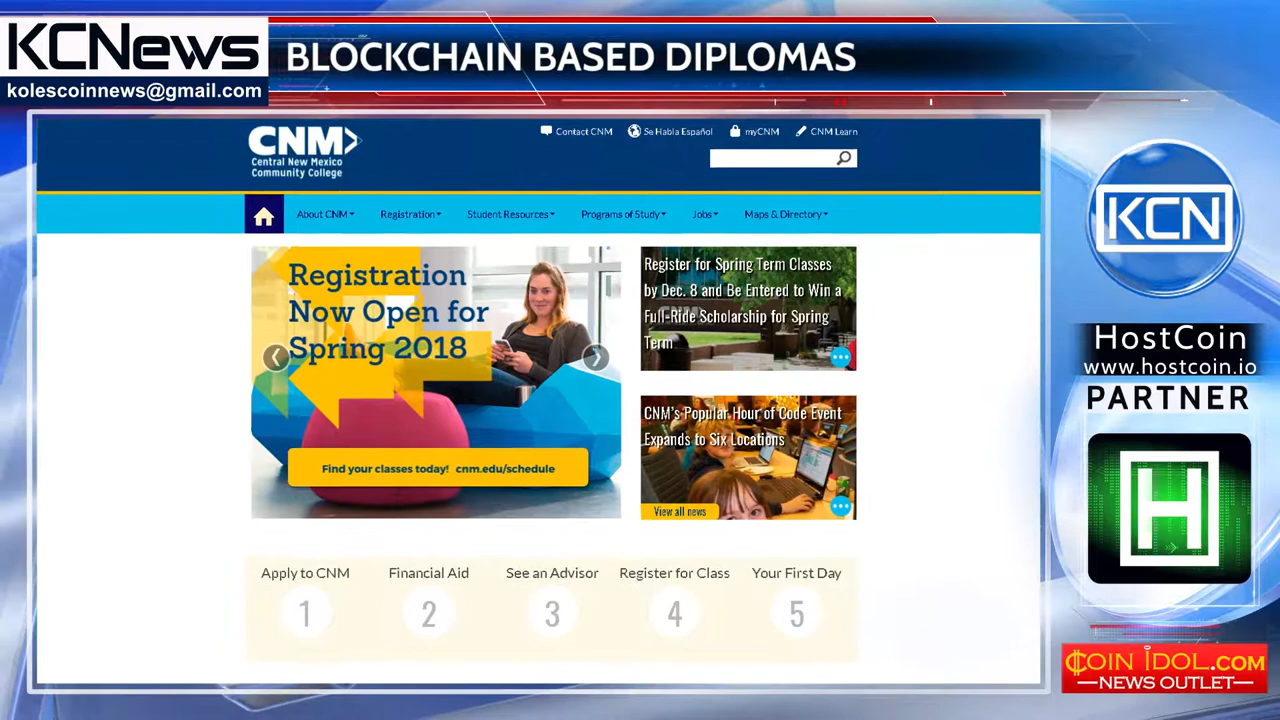 KCNews
kolescoinnews@gmail.com
BLOCKCHAIN BASED DIPLOMAS
CNM
Central New Mexico
Community College
Contact CNM
Se Habla Español
myCNM
CNM Learn
About CNM
Registration
Student Resources
Programs of Study
Jobs
Maps & Directory
Registration
Now Open for
Spring 2018
Find your classes today! cnm.edu/schedule
Register for Spring Term Classes
by Dec. 8 and Be Entered to Win a
Full-Ride Scholarship for Spring
Term
CNM's Popular Hour of Code Event
Expands to Six Locations
View all news
Apply to CNM
Financial Aid
See an Advisor
Register for Class
Your First Day
1
2
3
4
5
KCN
HostCoin
www.hostcoin.io
PARTNER
H
COIN IDOL.COM
NEWS OUTLET